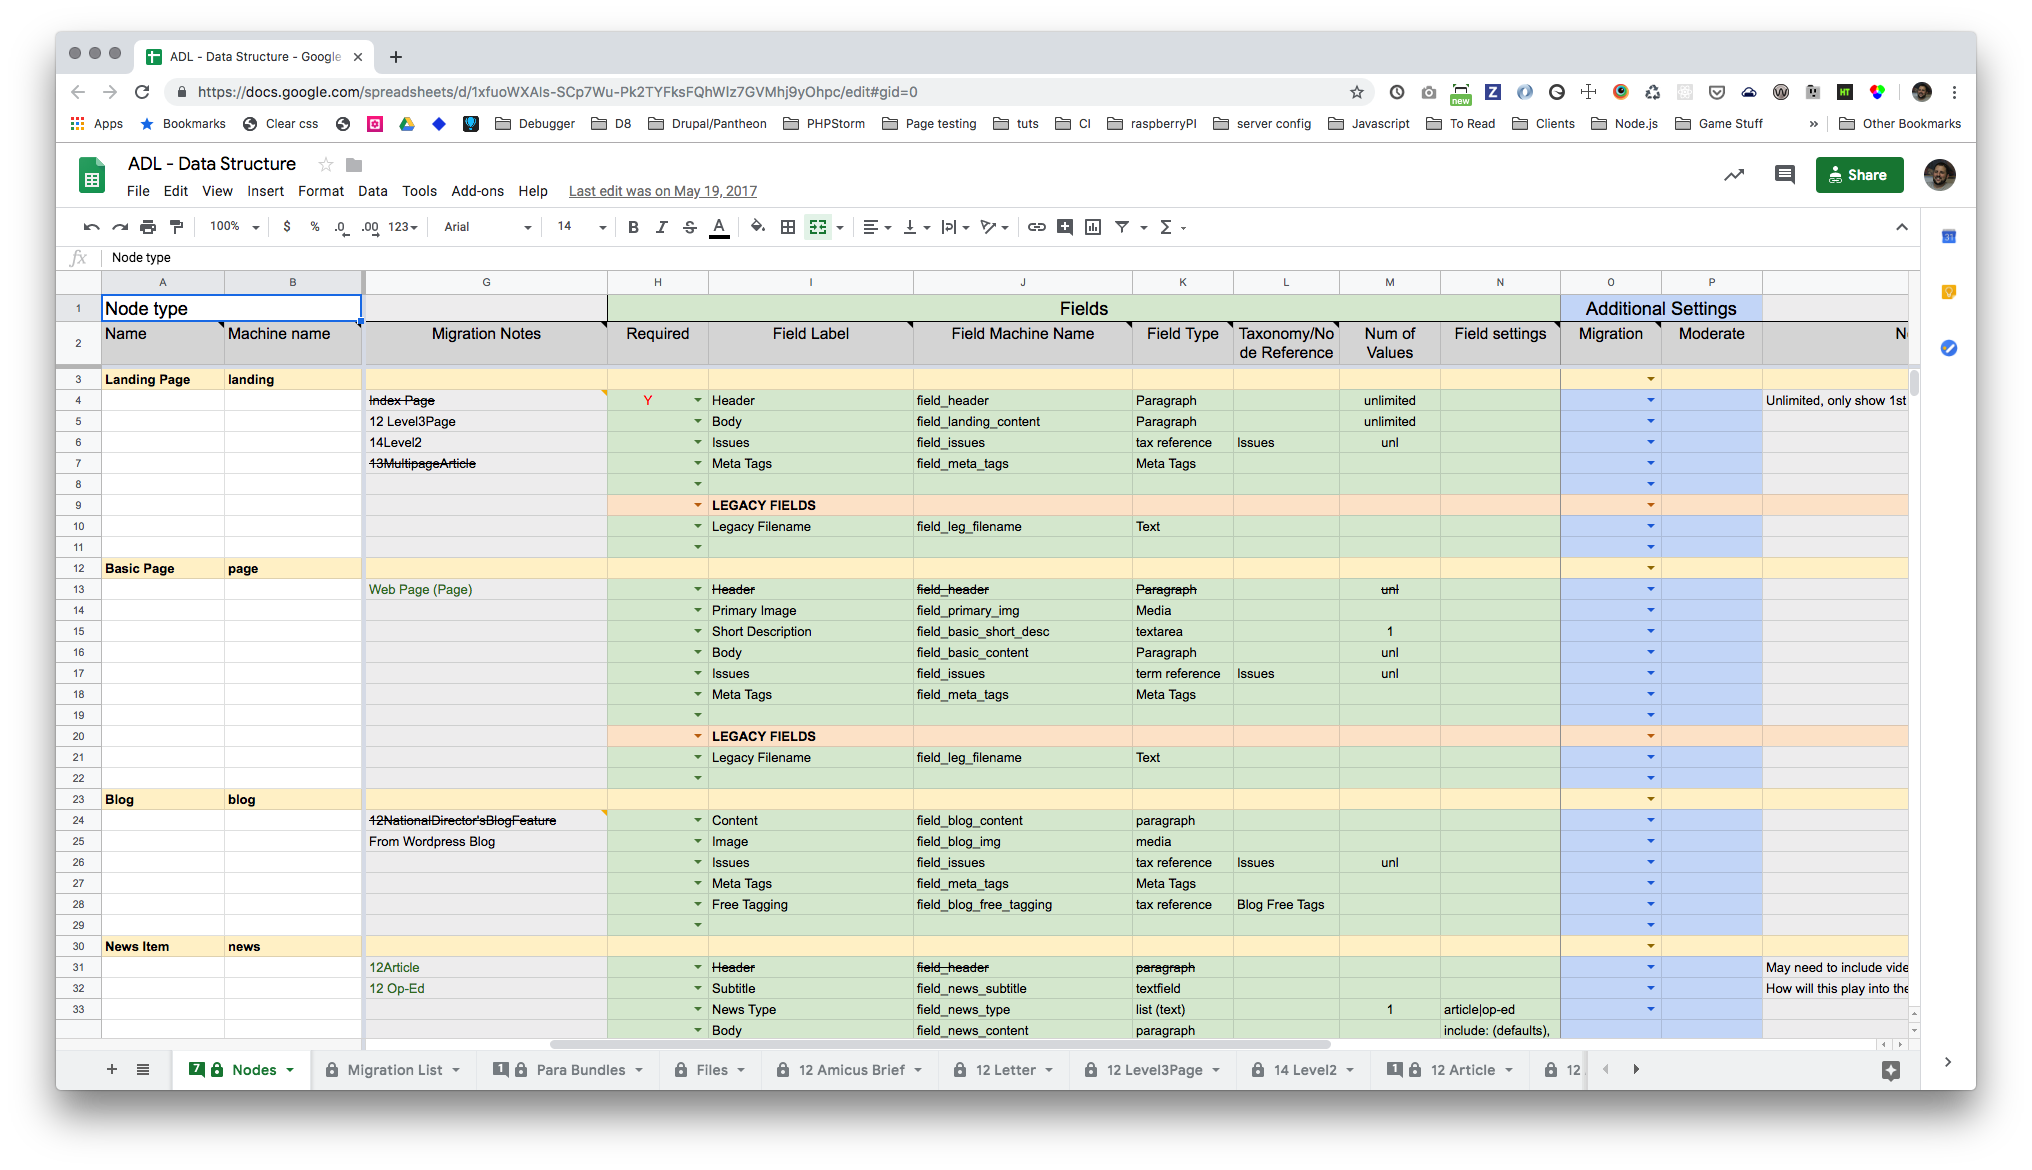 ADL - Data Structure - Google
https://docs.google.com/spreadsheets/d/1xfuoWXAls-SCp7Wu-Pk2TYFksFQhWIz7GVMhj9yOhpc/edit#gid=0
new Z HT
Apps Bookmarks Clear css Debugger D8 Drupal/Pantheon PHPStorm Page testing tuts CI raspberryPI server config Javascript To Read Clients Node.js Game Stuff » Other Bookmarks
ADL - Data Structure
File Edit View Insert Format Data Tools Add-ons Help Last edit was on May 19, 2017
Share
100% $ % .0 .00 123 Arial 14 B I S A Σ
31
fx Node type
A B G H I J K L M N O P
1 Node type Fields Additional Settings
2 Name Machine name Migration Notes Required Field Label Field Machine Name Field Type Taxonomy/No de Reference Num of Values Field settings Migration Moderate
3 Landing Page landing
4 Index Page Y Header field_header Paragraph unlimited Unlimited, only show 1st
5 12 Level3Page Body field_landing_content Paragraph unlimited
6 14Level2 Issues field_issues tax reference Issues unl
7 13MultipageArticle Meta Tags field_meta_tags Meta Tags
8
9 LEGACY FIELDS
10 Legacy Filename field_leg_filename Text
11
12 Basic Page page
13 Web Page (Page) Header field_header Paragraph unl
14 Primary Image field_primary_img Media
15 Short Description field_basic_short_desc textarea 1
16 Body field_basic_content Paragraph unl
17 Issues field_issues term reference Issues unl
18 Meta Tags field_meta_tags Meta Tags
19
20 LEGACY FIELDS
21 Legacy Filename field_leg_filename Text
22
23 Blog blog
24 12NationalDirector'sBlogFeature Content field_blog_content paragraph
25 From Wordpress Blog Image field_blog_img media
26 Issues field_issues tax reference Issues unl
27 Meta Tags field_meta_tags Meta Tags
28 Free Tagging field_blog_free_tagging tax reference Blog Free Tags
29
30 News Item news
31 12Article Header field_header paragraph May need to include vide
32 12 Op-Ed Subtitle field_news_subtitle textfield How will this play into the
33 News Type field_news_type list (text) 1 article|op-ed
Body field_news_content paragraph include: (defaults),
7 Nodes Migration List 1 Para Bundles Files 12 Amicus Brief 12 Letter 12 Level3Page 14 Level2 1 12 Article 12